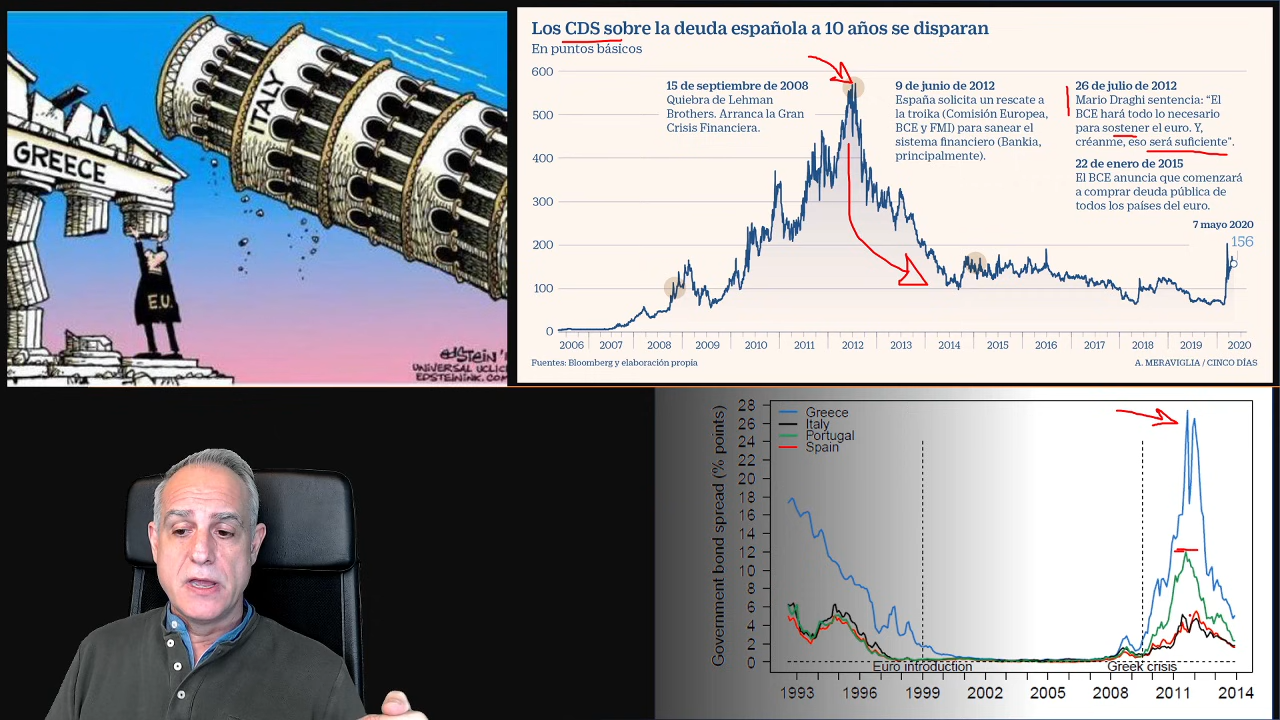 GREECE
ITALY
E.U.
EDSTEIN
UNIVERSAL UCLIC
EDSTEININK.COM
Los CDS sobre la deuda española a 10 años se disparan
En puntos básicos
600
500
400
300
200
100
0
15 de septiembre de 2008
Quiebra de Lehman
Brothers. Arranca la Gran
Crisis Financiera.
9 de junio de 2012
España solicita un rescate a
la troika (Comisión Europea,
BCE y FMI) para sanear el
sistema financiero (Bankia,
principalmente).
26 de julio de 2012
Mario Draghi sentencia: “El
BCE hará todo lo necesario
para sostener el euro. Y,
créanme, eso será suficiente”.
22 de enero de 2015
El BCE anuncia que comenzará
a comprar deuda pública de
todos los países del euro.
7 mayo 2020
156
2006 2007 2008 2009 2010 2011 2012 2013 2014 2015 2016 2017 2018 2019 2020
Fuentes: Bloomberg y elaboración propia
A. MERAVIGLIA / CINCO DÍAS
Government bond spread (% points)
28
26
24
22
20
18
16
14
12
10
8
6
4
2
0
Greece
Italy
Portugal
Spain
Euro introduction
Greek crisis
1993 1996 1999 2002 2005 2008 2011 2014